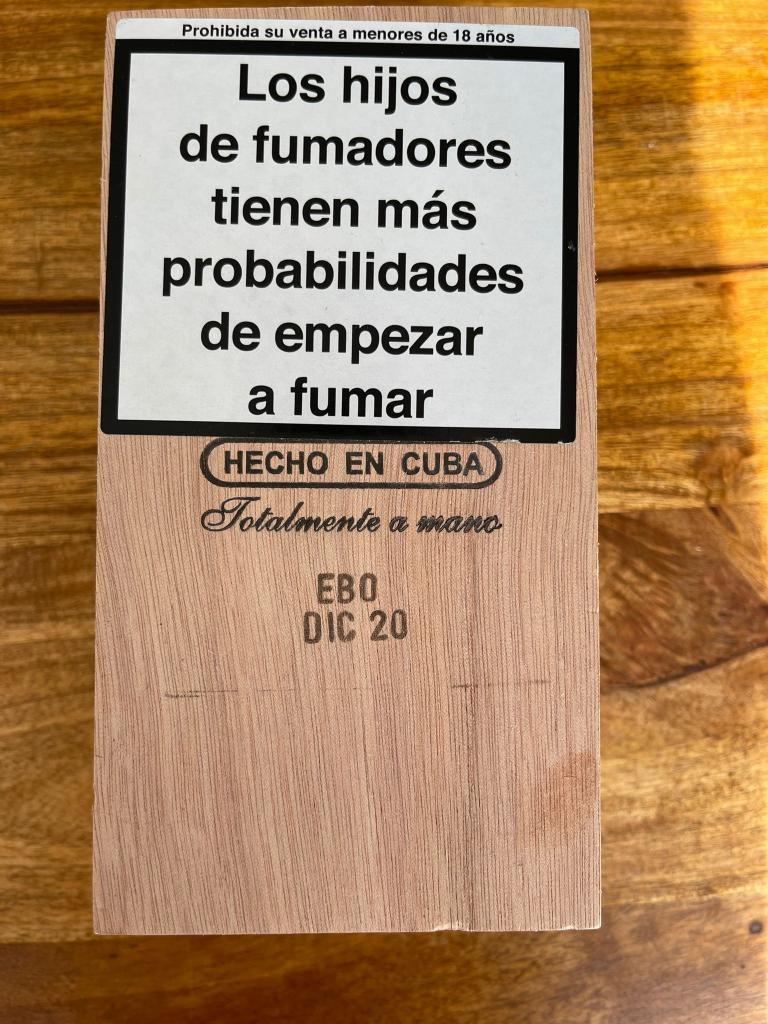 Prohibida su venta a menores de 18 años
Los hijos
de fumadores
tienen más
probabilidades
de empezar
a fumar
HECHO EN CUBA
Totalmente a mano
EBO
DIC 20